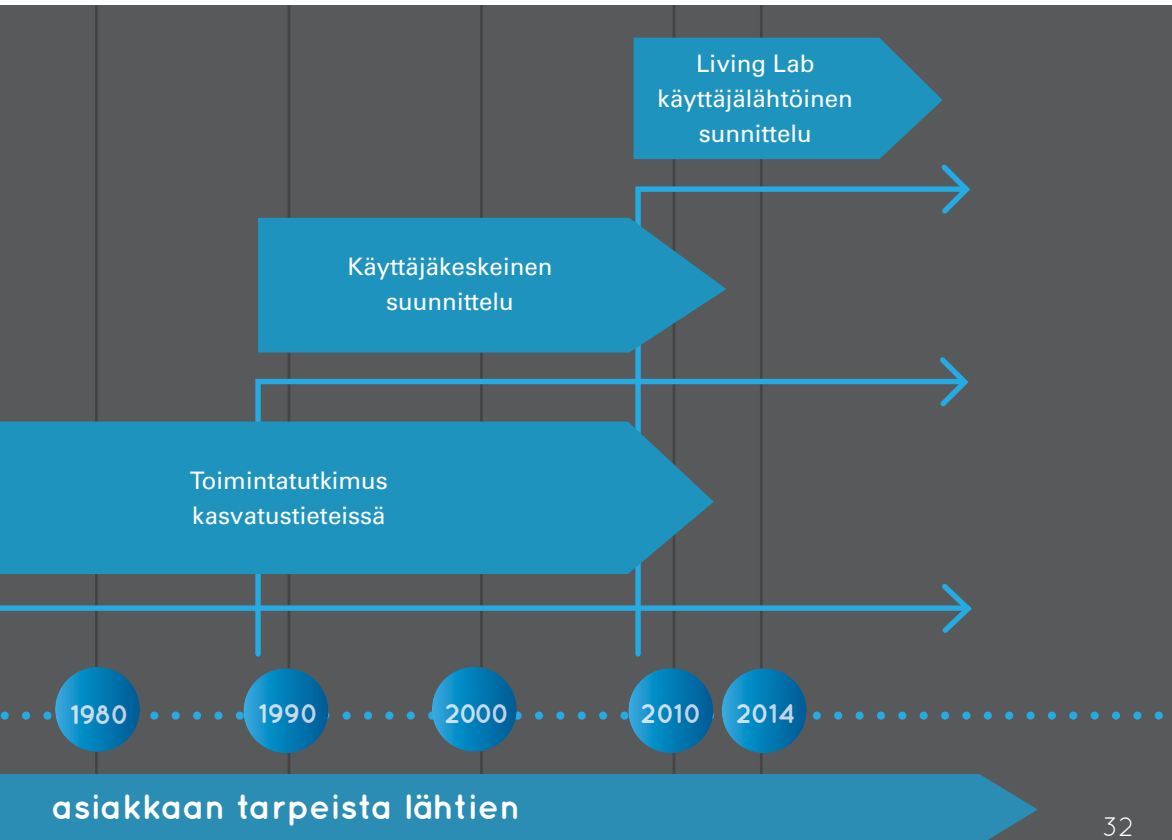 Living Lab
käyttäjälähtöinen
sunnittelu
Käyttäjäkeskeinen
suunnittelu
Toimintatutkimus
kasvatustieteissä
1980 1990 2000 2010 2014
asiakkaan tarpeista lähtien
32